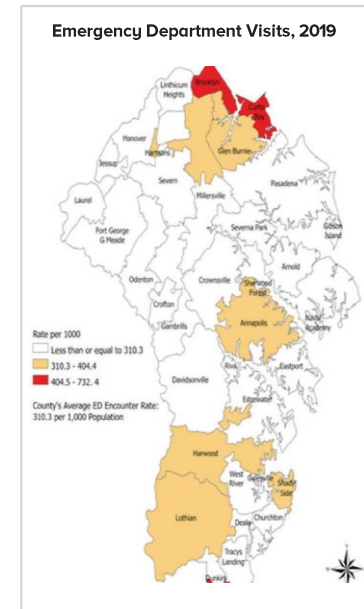 Emergency Department Visits, 2019
Brooklyn
Linthicum
Heights
Curtis
Bay
Hanover
Harmans
Glen Burnie
Jessup
Severn
Pasadena
Laurel
Millersville
Fort George
G Meade
Severna Park
Gibson
Island
Arnold
Odenton
Crownsville
Sherwood
Forest
Crofton
Annapolis
Naval
Academy
Gambrills
Rate per 1000
Less than or equal to 310.3
310.3 - 404.4
404.5 - 732. 4
County's Average ED Encounter Rate:
310.3 per 1,000 Population
Riva
Eastport
Davidsonville
Edgewater
Harwood
West
River
Galesville
Shady
Side
Lothian
Deale
Churchton
Tracys
Landing
Dunkirk